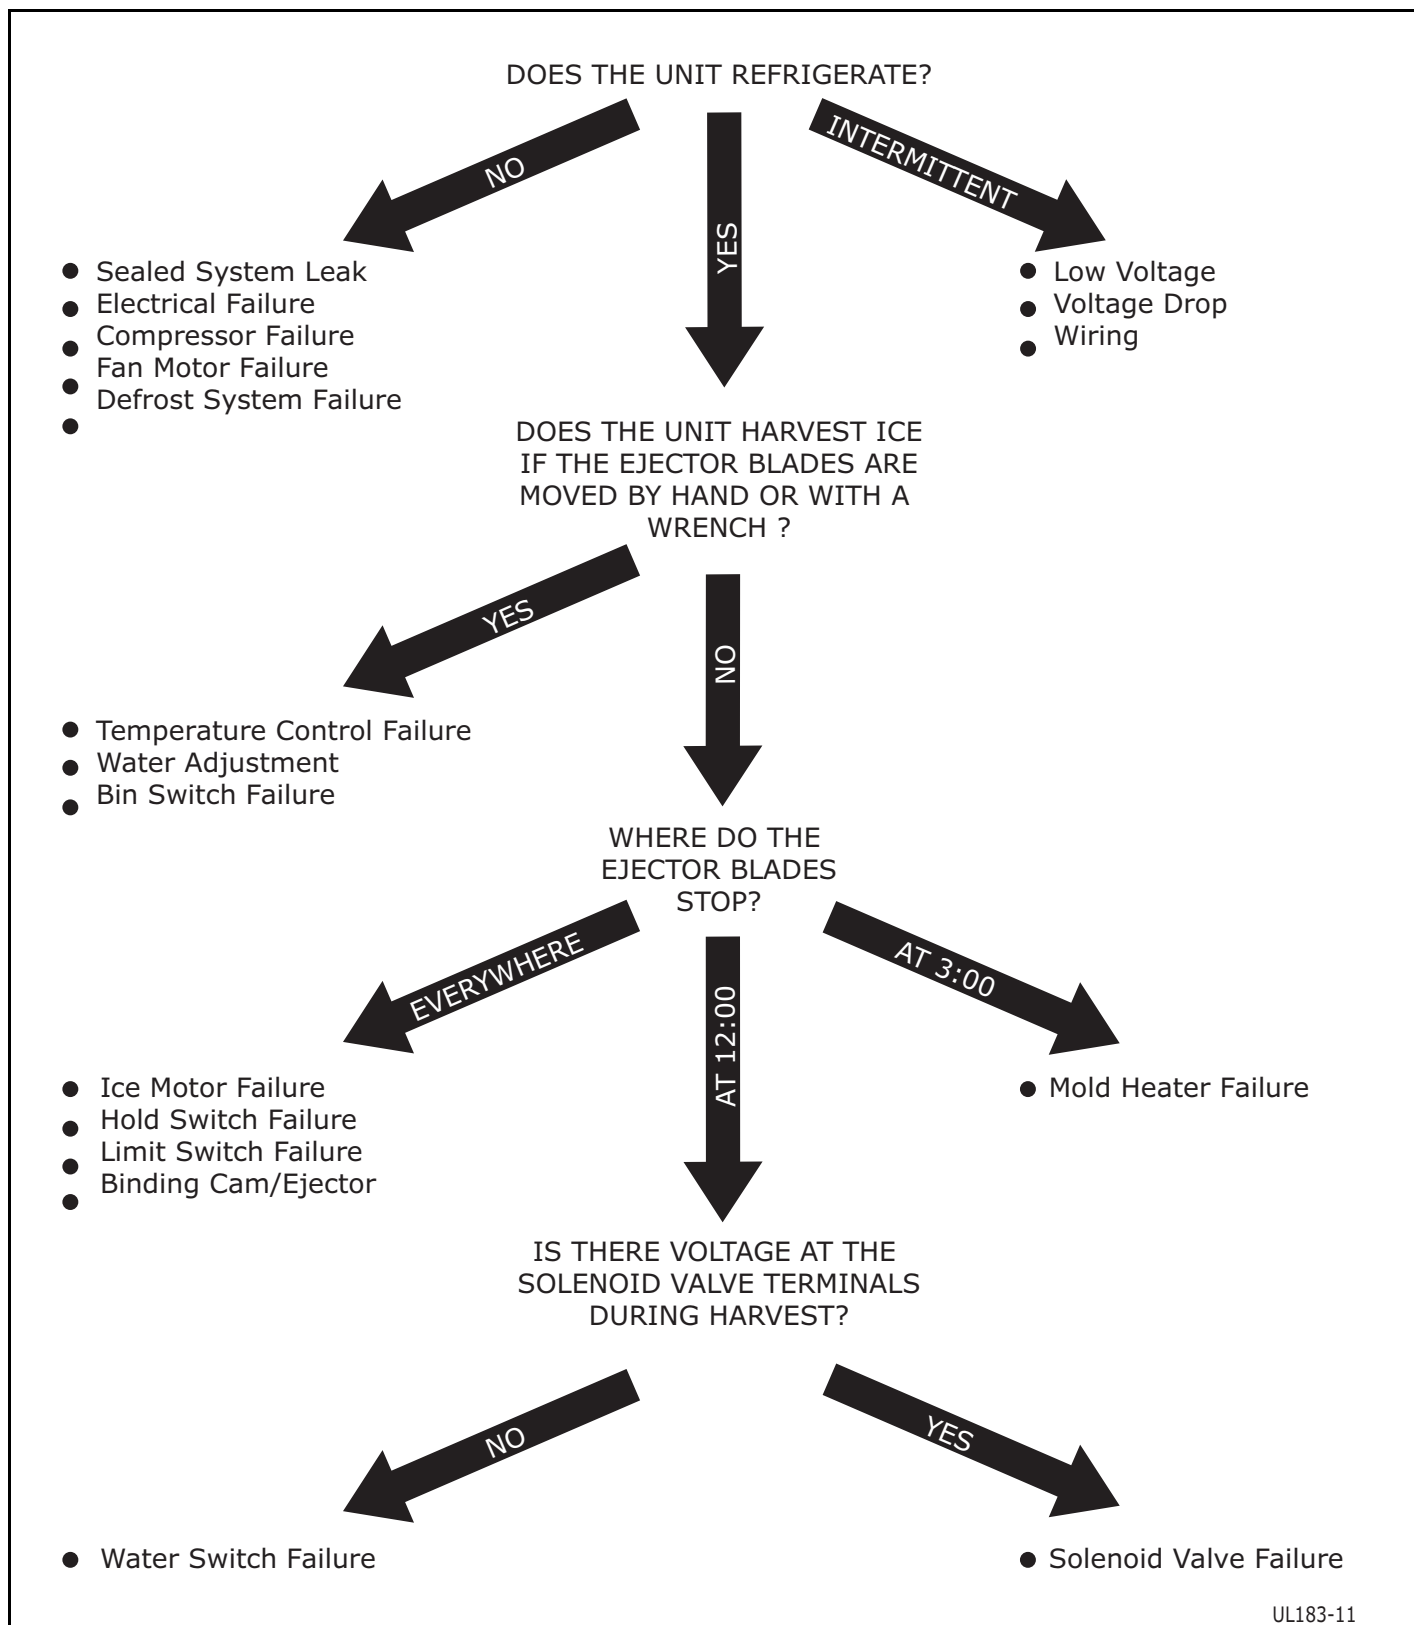 DOES THE UNIT REFRIGERATE?
NO
YES
INTERMITTENT
● Sealed System Leak
● Electrical Failure
● Compressor Failure
● Fan Motor Failure
● Defrost System Failure
● Low Voltage
● Voltage Drop
● Wiring
DOES THE UNIT HARVEST ICE
IF THE EJECTOR BLADES ARE
MOVED BY HAND OR WITH A
WRENCH ?
YES
NO
● Temperature Control Failure
● Water Adjustment
● Bin Switch Failure
WHERE DO THE
EJECTOR BLADES
STOP?
EVERYWHERE
AT 12:00
AT 3:00
● Ice Motor Failure
● Hold Switch Failure
● Limit Switch Failure
● Binding Cam/Ejector
● Mold Heater Failure
IS THERE VOLTAGE AT THE
SOLENOID VALVE TERMINALS
DURING HARVEST?
NO
YES
● Water Switch Failure
● Solenoid Valve Failure
UL183-11